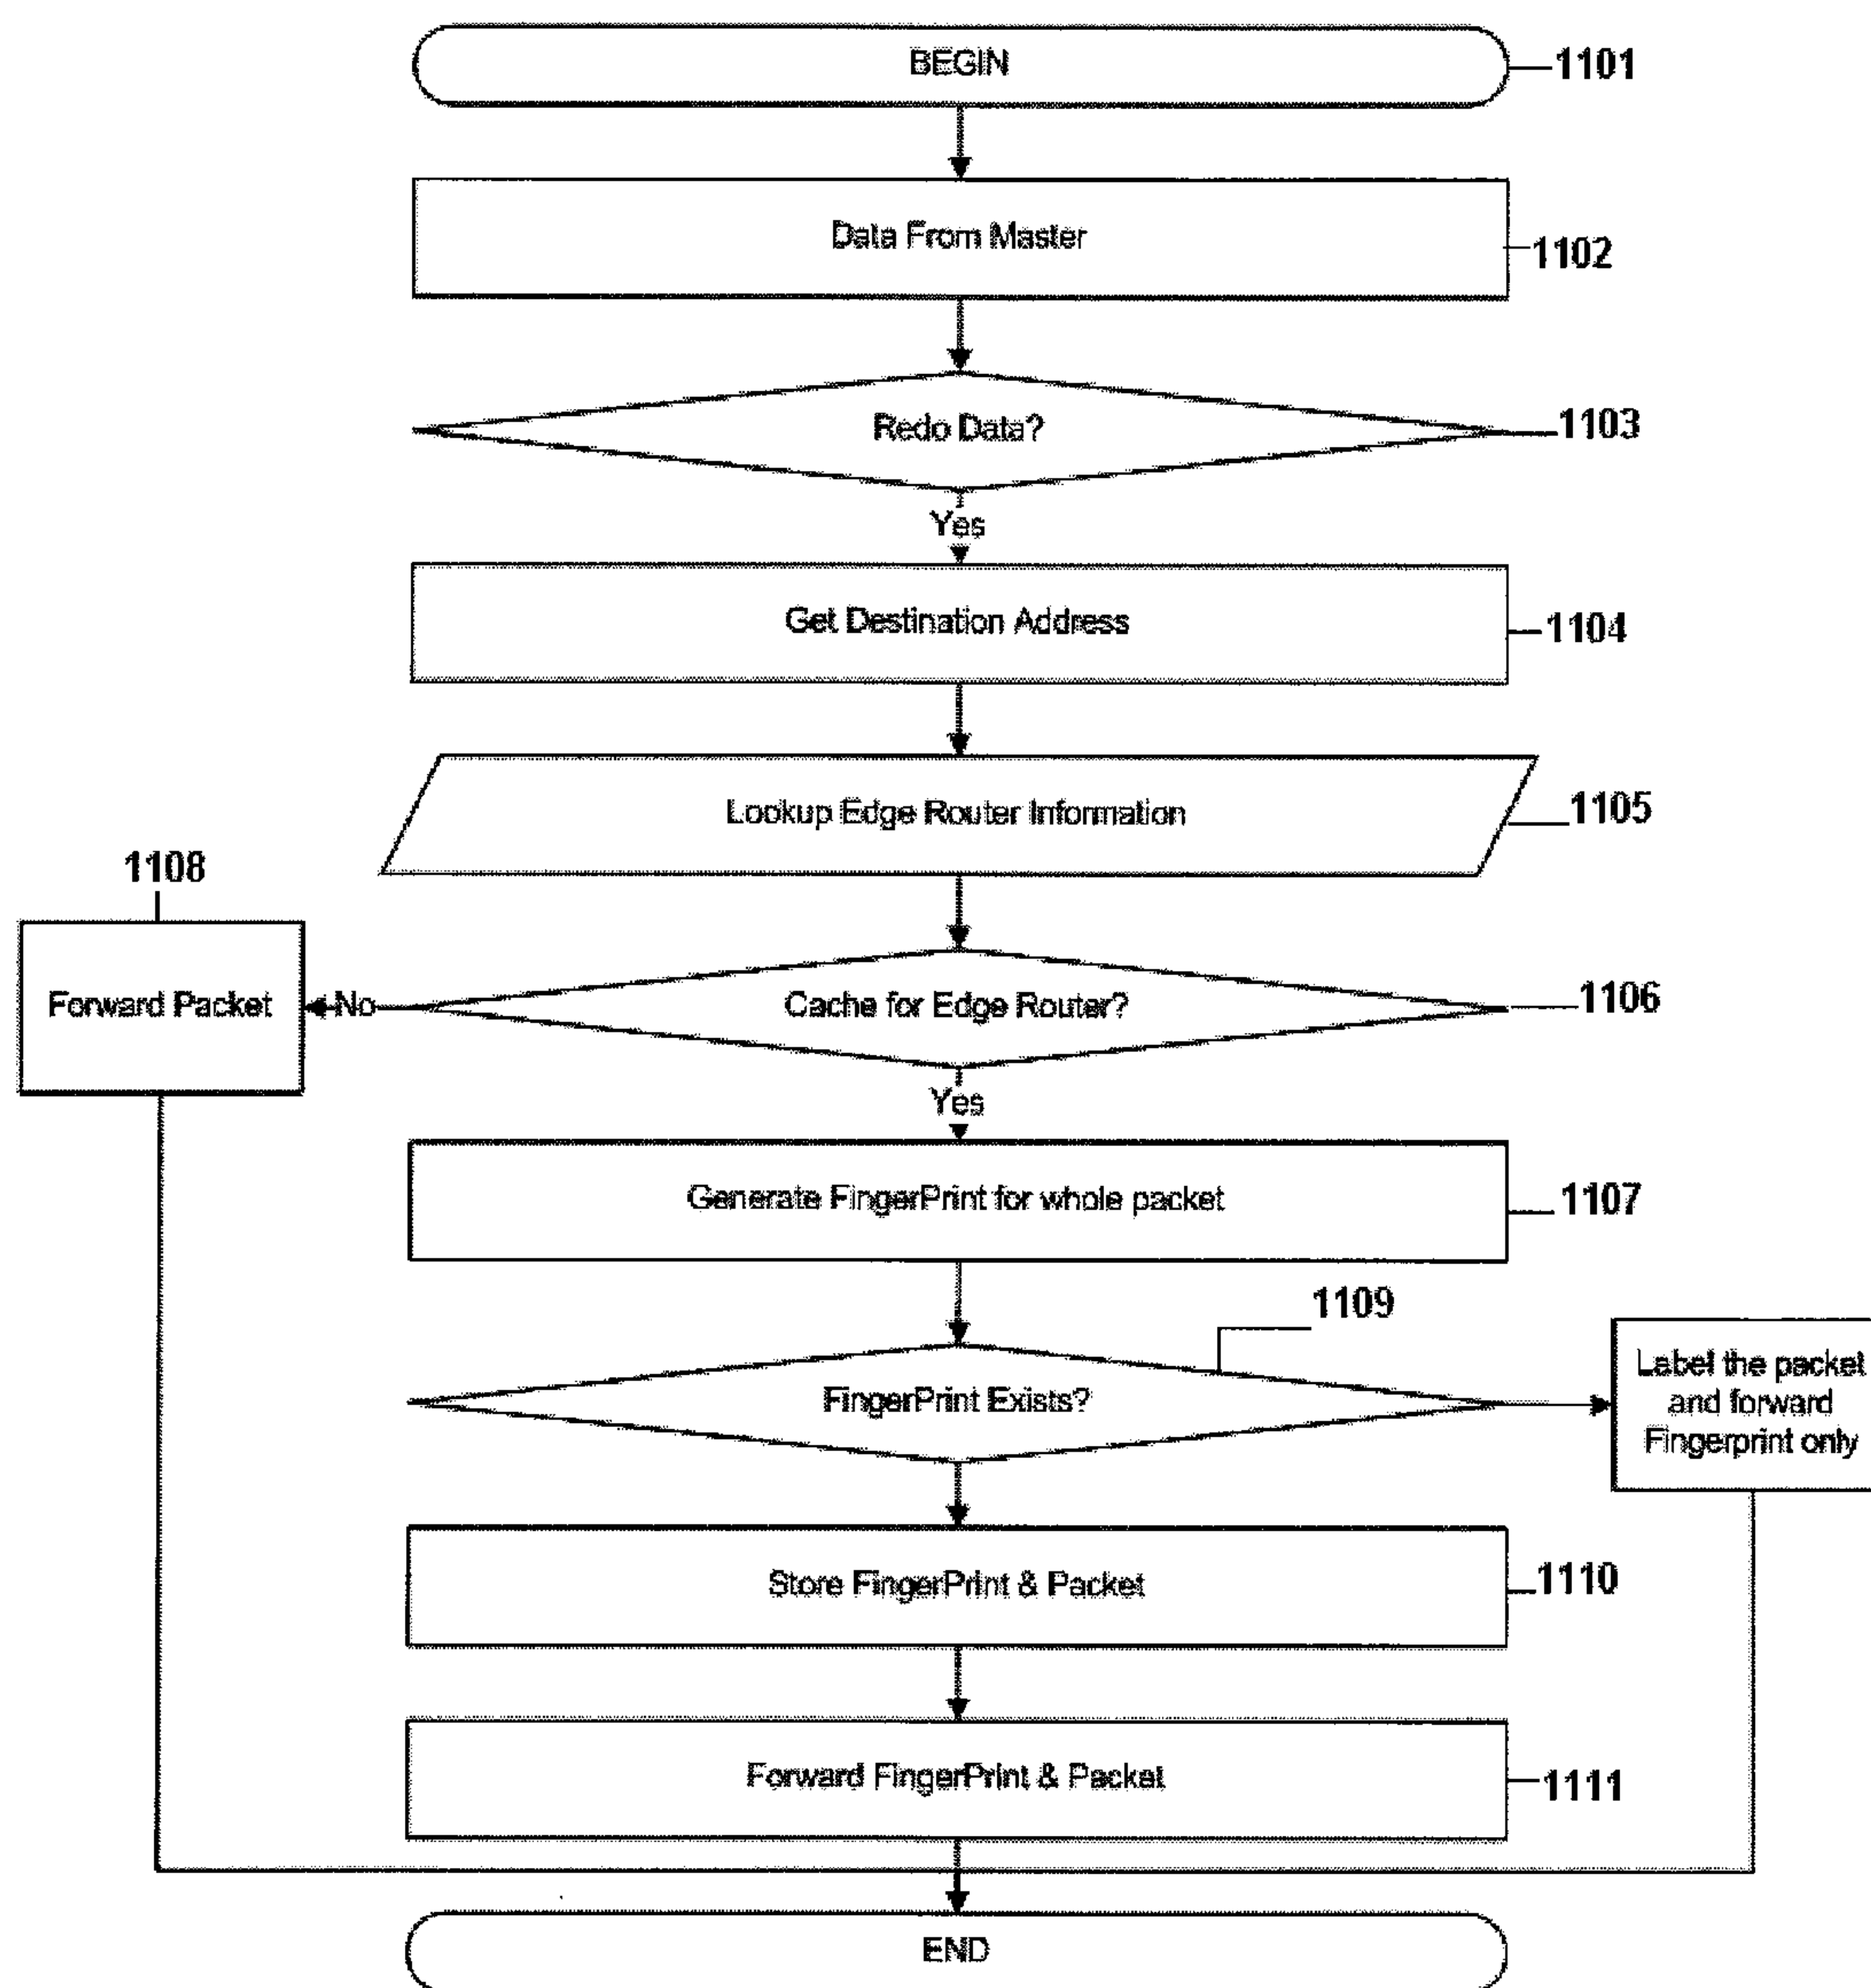 BEGIN
1101
Data From Master
1102
Redo Data?
1103
Yes
Get Destination Address
1104
Lookup Edge Router Information
1105
1108
Forward Packet
No
Cache for Edge Router?
1106
Yes
Generate FingerPrint for whole packet
1107
1109
FingerPrint Exists?
Label the packet
and forward
Fingerprint only
Store FingerPrint & Packet
1110
Forward FingerPrint & Packet
1111
END